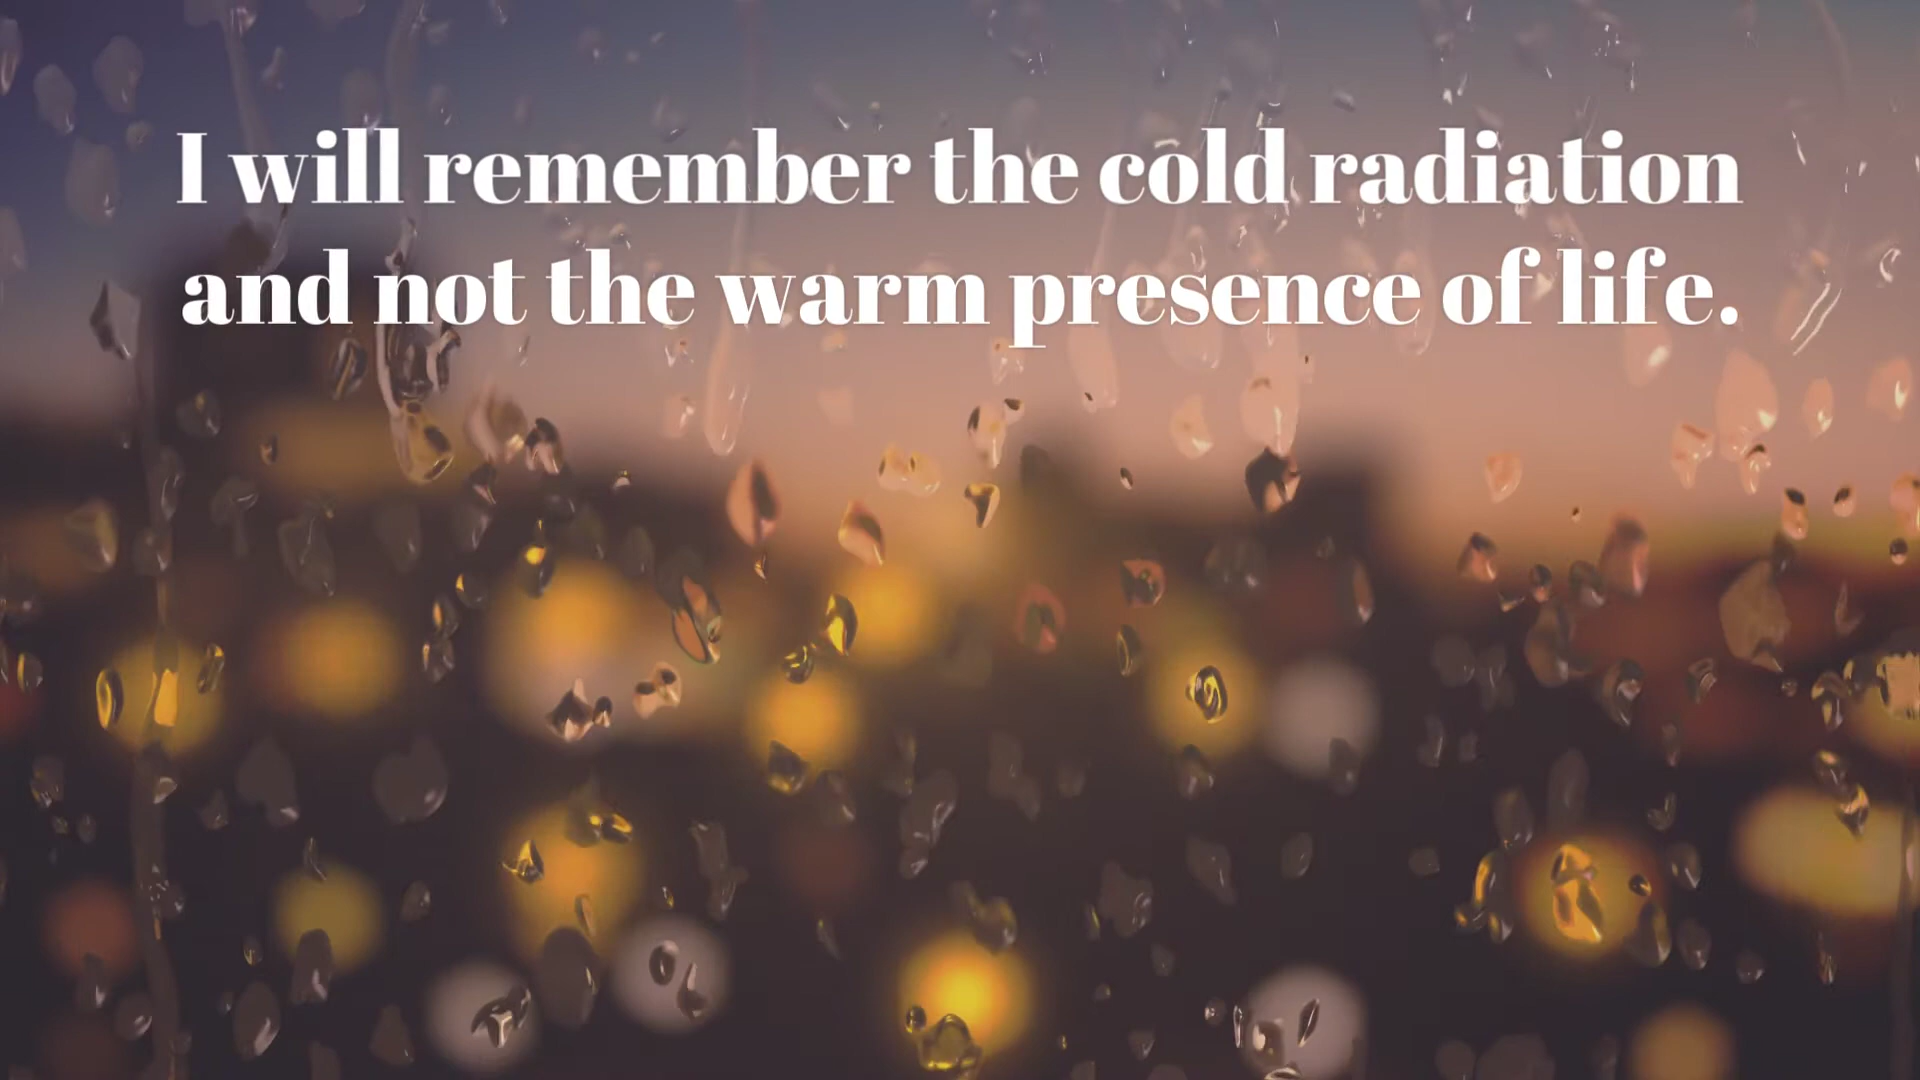 I will remember the cold radiation
and not the warm presence of life.